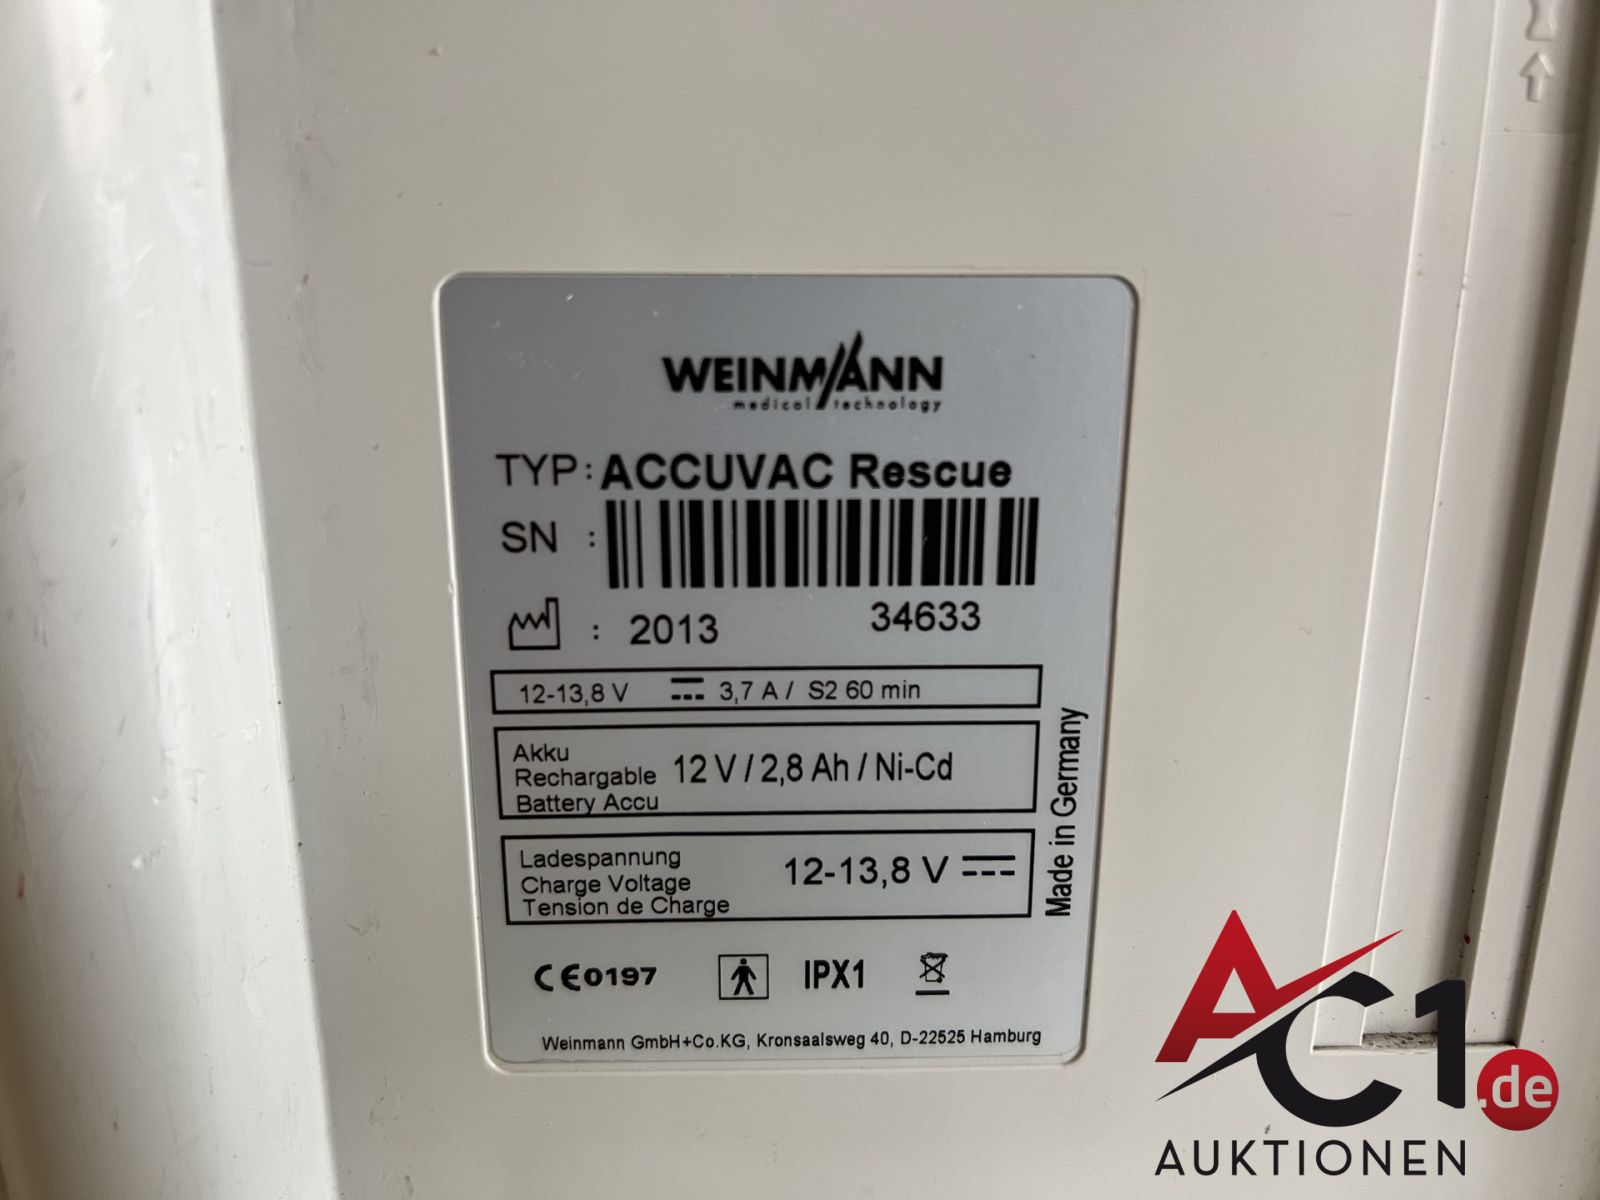 WEINMANN
medical technology
TYP: ACCUVAC Rescue
SN :
34633
: 2013
12-13,8 V 3,7 A / S2 60 min
Akku
Rechargable
Battery Accu
12 V / 2,8 Ah / Ni-Cd
Ladespannung
Charge Voltage
Tension de Charge
12-13,8 V
Made in Germany
CE0197
IPX1
Weinmann GmbH+Co.KG, Kronsaalsweg 40, D-22525 Hamburg
AC1.de
AUKTIONEN